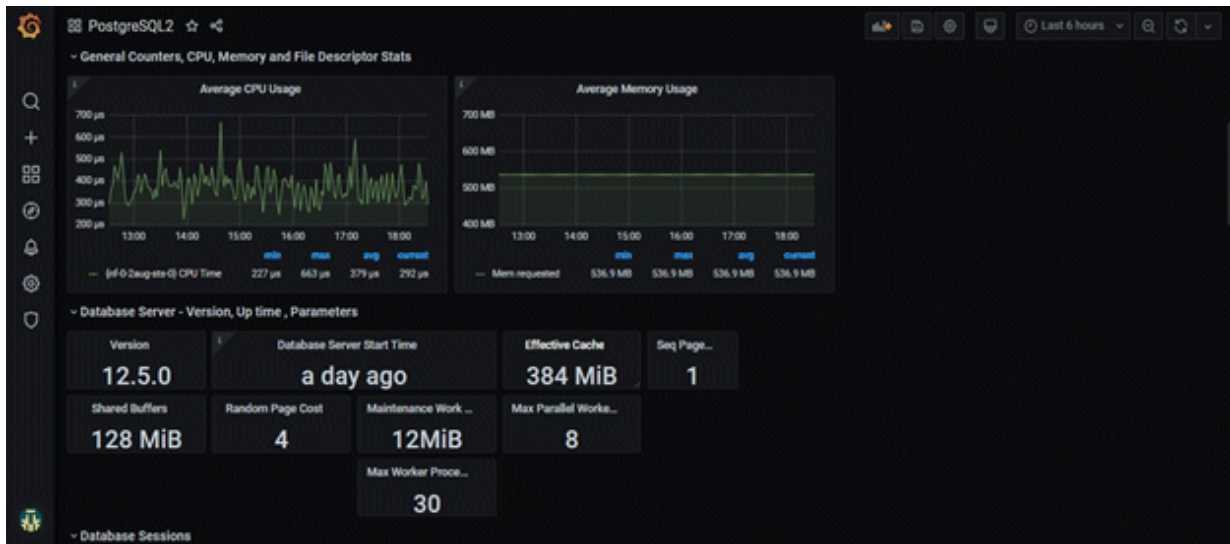 PostgreSQL2
Last 6 hours
General Counters, CPU, Memory and File Descriptor Stats
Average CPU Usage
700 µs
600 µs
500 µs
400 µs
300 µs
200 µs
13:00 14:00 15:00 16:00 17:00 18:00
min max avg current
CPU Time 227 µs 663 µs 379 µs 292 µs
Average Memory Usage
700 MB
600 MB
500 MB
400 MB
13:00 14:00 15:00 16:00 17:00 18:00
min max avg current
Mem requested 536.9 MB 536.9 MB 536.9 MB 536.9 MB
Database Server - Version, Up time , Parameters
Version
12.5.0
Database Server Start Time
a day ago
Effective Cache
384 MiB
Seq Page...
1
Shared Buffers
128 MiB
Random Page Cost
4
Maintenance Work ...
12MiB
Max Parallel Worke...
8
Max Worker Proce...
30
Database Sessions